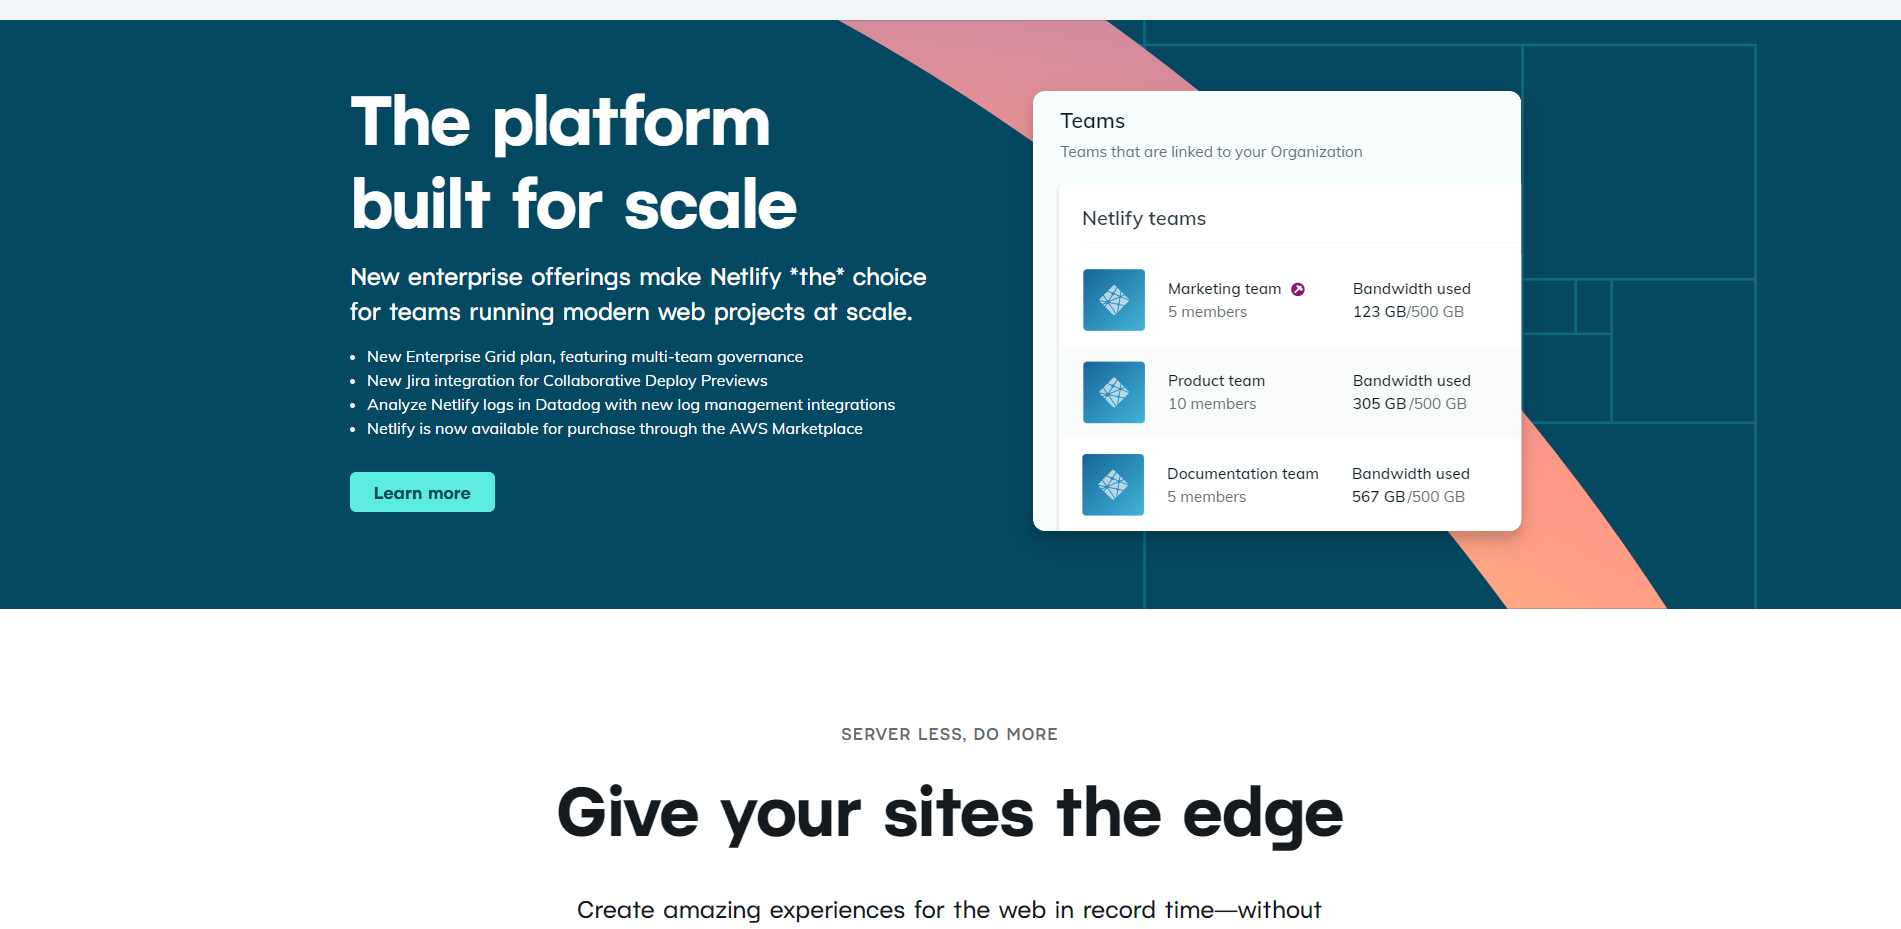 The platform
built for scale
New enterprise offerings make Netlify *the* choice
for teams running modern web projects at scale.
• New Enterprise Grid plan, featuring multi-team governance
• New Jira integration for Collaborative Deploy Previews
• Analyze Netlify logs in Datadog with new log management integrations
• Netlify is now available for purchase through the AWS Marketplace
Learn more
Teams
Teams that are linked to your Organization
Netlify teams
Marketing team
5 members
Bandwidth used
123 GB/500 GB
Product team
10 members
Bandwidth used
305 GB/500 GB
Documentation team
5 members
Bandwidth used
567 GB/500 GB
SERVER LESS, DO MORE
Give your sites the edge
Create amazing experiences for the web in record time—without